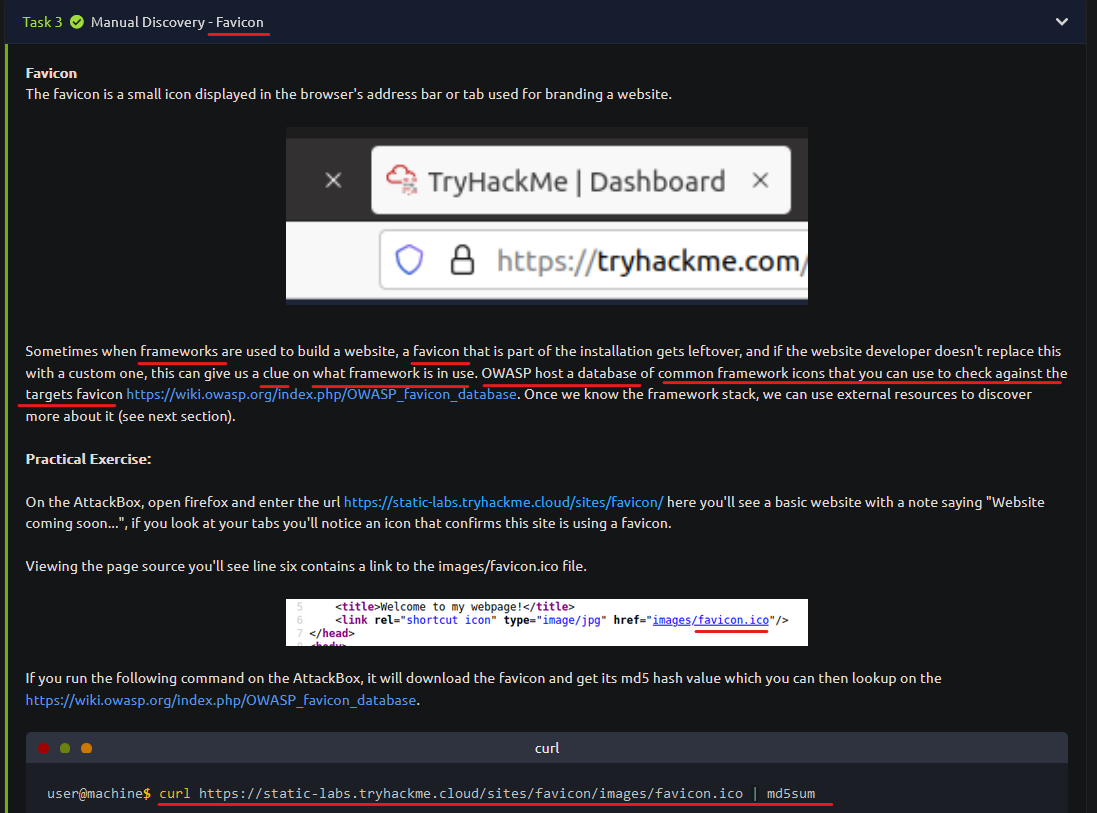 Task 3 Manual Discovery - Favicon
Favicon
The favicon is a small icon displayed in the browser's address bar or tab used for branding a website.
TryHackMe | Dashboard
https://tryhackme.com/
Sometimes when frameworks are used to build a website, a favicon that is part of the installation gets leftover, and if the website developer doesn't replace this
with a custom one, this can give us a clue on what framework is in use. OWASP host a database of common framework icons that you can use to check against the
targets favicon https://wiki.owasp.org/index.php/OWASP_favicon_database. Once we know the framework stack, we can use external resources to discover
more about it (see next section).
Practical Exercise:
On the AttackBox, open firefox and enter the url https://static-labs.tryhackme.cloud/sites/favicon/ here you'll see a basic website with a note saying "Website
coming soon...", if you look at your tabs you'll notice an icon that confirms this site is using a favicon.
Viewing the page source you'll see line six contains a link to the images/favicon.ico file.
5 <title>Welcome to my webpage!</title>
6 <link rel="shortcut icon" type="image/jpg" href="images/favicon.ico"/>
7 </head>
8 <body>
If you run the following command on the AttackBox, it will download the favicon and get its md5 hash value which you can then lookup on the
https://wiki.owasp.org/index.php/OWASP_favicon_database.
curl
user@machine$ curl https://static-labs.tryhackme.cloud/sites/favicon/images/favicon.ico | md5sum